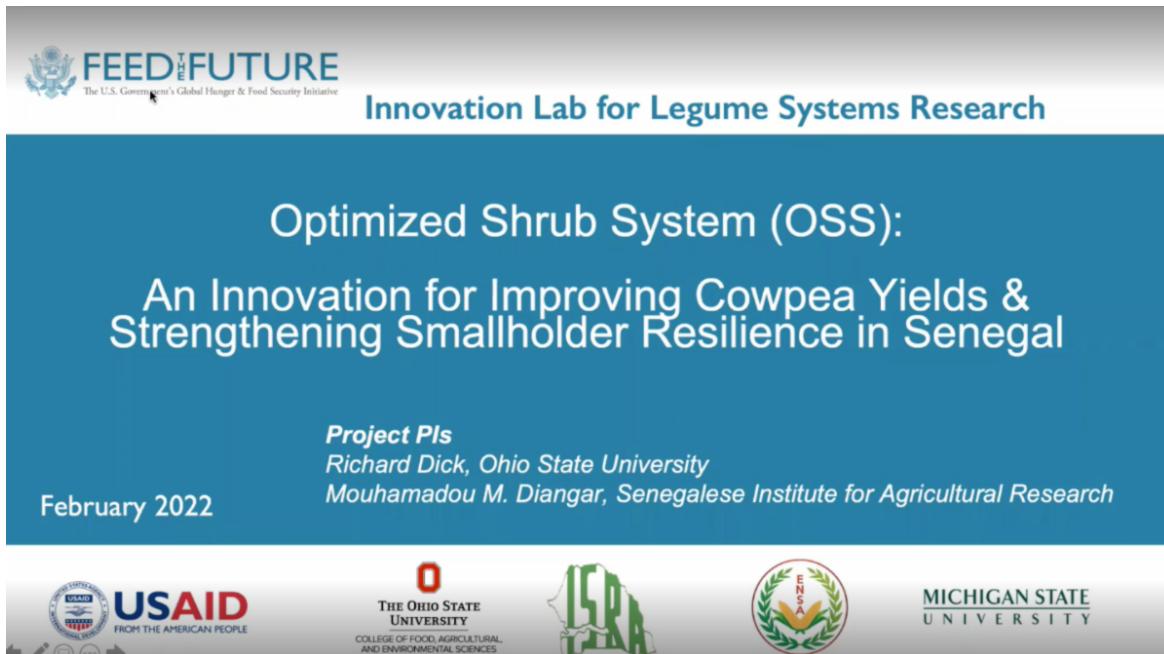 FEED THE FUTURE
The U.S. Government's Global Hunger & Food Security Initiative
Innovation Lab for Legume Systems Research
Optimized Shrub System (OSS):
An Innovation for Improving Cowpea Yields &
Strengthening Smallholder Resilience in Senegal
Project PIs
Richard Dick, Ohio State University
Mouhamadou M. Diangar, Senegalese Institute for Agricultural Research
February 2022
USAID
USAID
FROM THE AMERICAN PEOPLE
THE OHIO STATE
UNIVERSITY
COLLEGE OF FOOD, AGRICULTURAL,
AND ENVIRONMENTAL SCIENCES
ISRA
ENSA
MICHIGAN STATE
UNIVERSITY